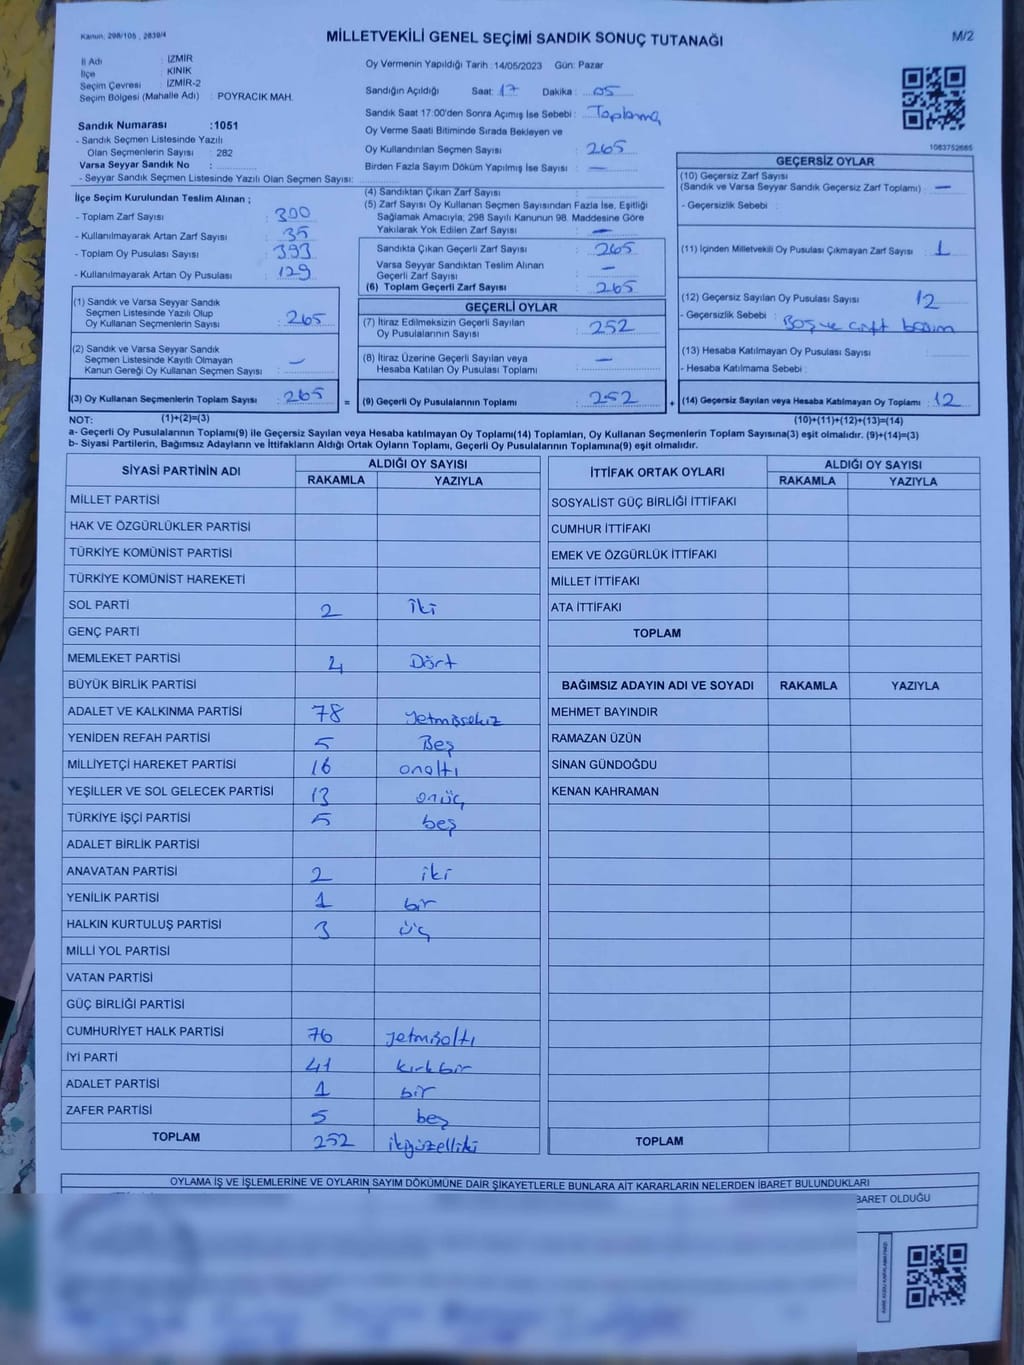 Kanun, 298/105 , 2839/4
MİLLETVEKİLİ GENEL SEÇİMİ SANDIK SONUÇ TUTANAĞI
M/2
İl Adı : İZMİR
İlçe : KINIK
Seçim Çevresi : İZMİR-2
Seçim Bölgesi (Mahalle Adı) : POYRACIK MAH.
Oy Vermenin Yapıldığı Tarih :14/05/2023 Gün: Pazar
Sandığın Açıldığı Saat: 17 Dakika : 05
Sandık Saat 17:00'den Sonra Açımış İse Sebebi : Toplama
Oy Verme Saati Bitiminde Sırada Bekleyen ve
Oy Kullandırılan Seçmen Sayısı : 265
Birden Fazla Sayım Döküm Yapılmış İse Sayısı : —
1083752665
Sandık Numarası :1051
- Sandık Seçmen Listesinde Yazılı
Olan Seçmenlerin Sayısı : 282
Varsa Seyyar Sandık No :
- Seyyar Sandık Seçmen Listesinde Yazılı Olan Seçmen Sayısı:
İlçe Seçim Kurulundan Teslim Alınan ;
- Toplam Zarf Sayısı : 300
- Kullanılmayarak Artan Zarf Sayısı : 35
- Toplam Oy Pusulası Sayısı : 393
- Kullanılmayarak Artan Oy Pusulası : 129
(1) Sandık ve Varsa Seyyar Sandık
Seçmen Listesinde Yazılı Olup
Oy Kullanan Seçmenlerin Sayısı : 265
(2) Sandık ve Varsa Seyyar Sandık
Seçmen Listesinde Kayıtlı Olmayan
Kanun Gereği Oy Kullanan Seçmen Sayısı : —
(3) Oy Kullanan Seçmenlerin Toplam Sayısı : 265 =
(4) Sandıktan Çıkan Zarf Sayısı :
(5) Zarf Sayısı Oy Kullanan Seçmen Sayısından Fazla İse, Eşitliği
Sağlamak Amacıyla; 298 Sayılı Kanunun 98. Maddesine Göre
Yakılarak Yok Edilen Zarf Sayısı : —
Sandıkta Çıkan Geçerli Zarf Sayısı : 265
Varsa Seyyar Sandıktan Teslim Alınan
Geçerli Zarf Sayısı : —
(6) Toplam Geçerli Zarf Sayısı : 265
GEÇERLİ OYLAR
(7) İtiraz Edilmeksizin Geçerli Sayılan
Oy Pusulalarının Sayısı : 252
(8) İtiraz Üzerine Geçerli Sayılan veya
Hesaba Katılan Oy Pusulası Toplamı : —
(9) Geçerli Oy Pusulalarının Toplamı : 252 +
GEÇERSİZ OYLAR
(10) Geçersiz Zarf Sayısı
(Sandık ve Varsa Seyyar Sandık Geçersiz Zarf Toplamı) : —
- Geçersizlik Sebebi :
(11) İçinden Milletvekili Oy Pusulası Çıkmayan Zarf Sayısı : 1
(12) Geçersiz Sayılan Oy Pusulası Sayısı : 12
- Geçersizlik Sebebi : Boş ve çift basım
(13) Hesaba Katılmayan Oy Pusulası Sayısı :
- Hesaba Katılmama Sebebi :
(14) Geçersiz Sayılan veya Hesaba Katılmayan Oy Toplamı : 12
NOT: (1)+(2)=(3) (10)+(11)+(12)+(13)=(14)
a- Geçerli Oy Pusulalarının Toplamı(9) ile Geçersiz Sayılan veya Hesaba katılmayan Oy Toplamı(14) Toplamları, Oy Kullanan Seçmenlerin Toplam Sayısına(3) eşit olmalıdır. (9)+(14)=(3)
b- Siyasi Partilerin, Bağımsız Adayların ve İttifakların Aldığı Ortak Oyların Toplamı, Geçerli Oy Pusulalarının Toplamına(9) eşit olmalıdır.
SİYASİ PARTİNİN ADI ALDIĞI OY SAYISI
RAKAMLA YAZIYLA
MİLLET PARTİSİ
HAK VE ÖZGÜRLÜKLER PARTİSİ
TÜRKİYE KOMÜNİST PARTİSİ
TÜRKİYE KOMÜNİST HAREKETİ
SOL PARTİ 2 İki
GENÇ PARTİ
MEMLEKET PARTİSİ 4 Dört
BÜYÜK BİRLİK PARTİSİ
ADALET VE KALKINMA PARTİSİ 78 yetmişsekiz
YENİDEN REFAH PARTİSİ 5 Beş
MİLLİYETÇİ HAREKET PARTİSİ 16 onaltı
YEŞİLLER VE SOL GELECEK PARTİSİ 13 onüç
TÜRKİYE İŞÇİ PARTİSİ 5 beş
ADALET BİRLİK PARTİSİ
ANAVATAN PARTİSİ 2 iki
YENİLİK PARTİSİ 1 bir
HALKIN KURTULUŞ PARTİSİ 3 üç
MİLLİ YOL PARTİSİ
VATAN PARTİSİ
GÜÇ BİRLİĞİ PARTİSİ
CUMHURİYET HALK PARTİSİ 76 yetmişaltı
İYİ PARTİ 41 kırkbir
ADALET PARTİSİ 1 bir
ZAFER PARTİSİ 5 beş
TOPLAM 252 ikiyüzelliiki
İTTİFAK ORTAK OYLARI ALDIĞI OY SAYISI
RAKAMLA YAZIYLA
SOSYALİST GÜÇ BİRLİĞİ İTTİFAKI
CUMHUR İTTİFAKI
EMEK VE ÖZGÜRLÜK İTTİFAKI
MİLLET İTTİFAKI
ATA İTTİFAKI
TOPLAM
BAĞIMSIZ ADAYIN ADI VE SOYADI RAKAMLA YAZIYLA
MEHMET BAYINDIR
RAMAZAN ÜZÜN
SİNAN GÜNDOĞDU
KENAN KAHRAMAN
TOPLAM
OYLAMA İŞ VE İŞLEMLERİNE VE OYLARIN SAYIM DÖKÜMÜNE DAİR ŞİKAYETLERLE BUNLARA AİT KARARLARIN NELERDEN İBARET BULUNDUKLARI
BARET OLDUĞU